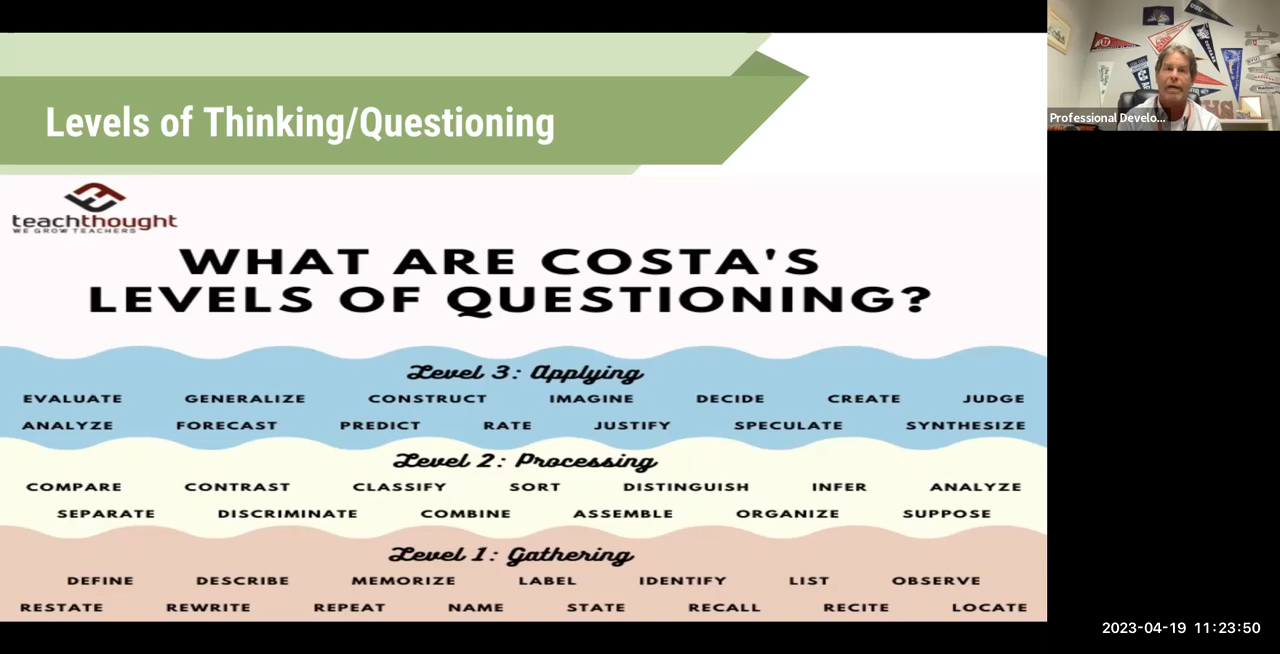 Levels of Thinking/Questioning
teachthought
WE GROW TEACHERS
WHAT ARE COSTA'S
LEVELS OF QUESTIONING?
Level 3: Applying
EVALUATE GENERALIZE CONSTRUCT IMAGINE DECIDE CREATE JUDGE
ANALYZE FORECAST PREDICT RATE JUSTIFY SPECULATE SYNTHESIZE
Level 2: Processing
COMPARE CONTRAST CLASSIFY SORT DISTINGUISH INFER ANALYZE
SEPARATE DISCRIMINATE COMBINE ASSEMBLE ORGANIZE SUPPOSE
Level 1: Gathering
DEFINE DESCRIBE MEMORIZE LABEL IDENTIFY LIST OBSERVE
RESTATE REWRITE REPEAT NAME STATE RECALL RECITE LOCATE
Professional Develo...
2023-04-19 11:23:50